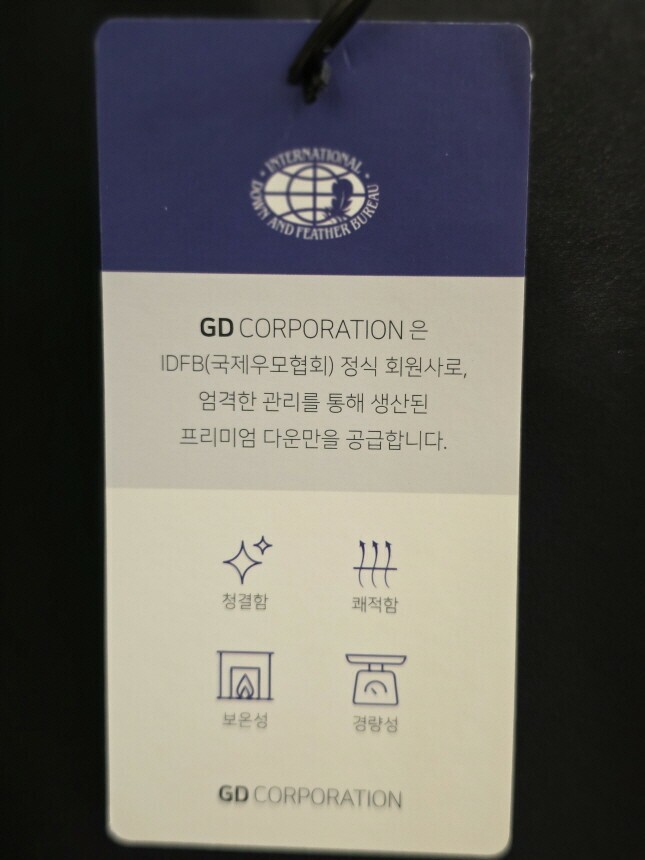 INTERNATIONAL
DOWN AND FEATHER BUREAU
GD CORPORATION 은
IDFB(국제우모협회) 정식 회원사로,
엄격한 관리를 통해 생산된
프리미엄 다운만을 공급합니다.
청결함
쾌적함
보온성
경량성
GD CORPORATION